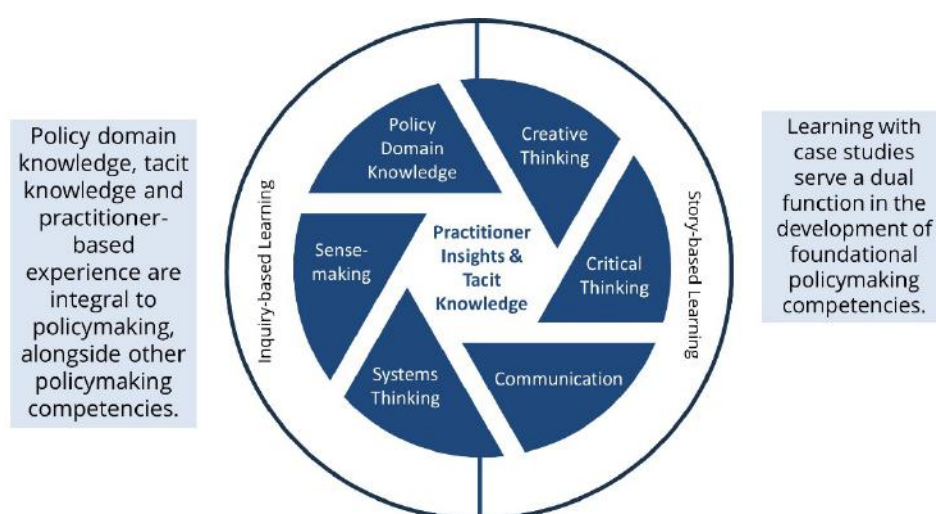 Policy domain
knowledge, tacit
knowledge and
practitioner-
based
experience are
integral to
policymaking,
alongside other
policymaking
competencies.
Inquiry-based Learning
Policy
Domain
Knowledge
Creative
Thinking
Sense-
making
Practitioner
Insights &
Tacit
Knowledge
Critical
Thinking
Systems
Thinking
Communication
Story-based Learning
Learning with
case studies
serve a dual
function in the
development of
foundational
policymaking
competencies.